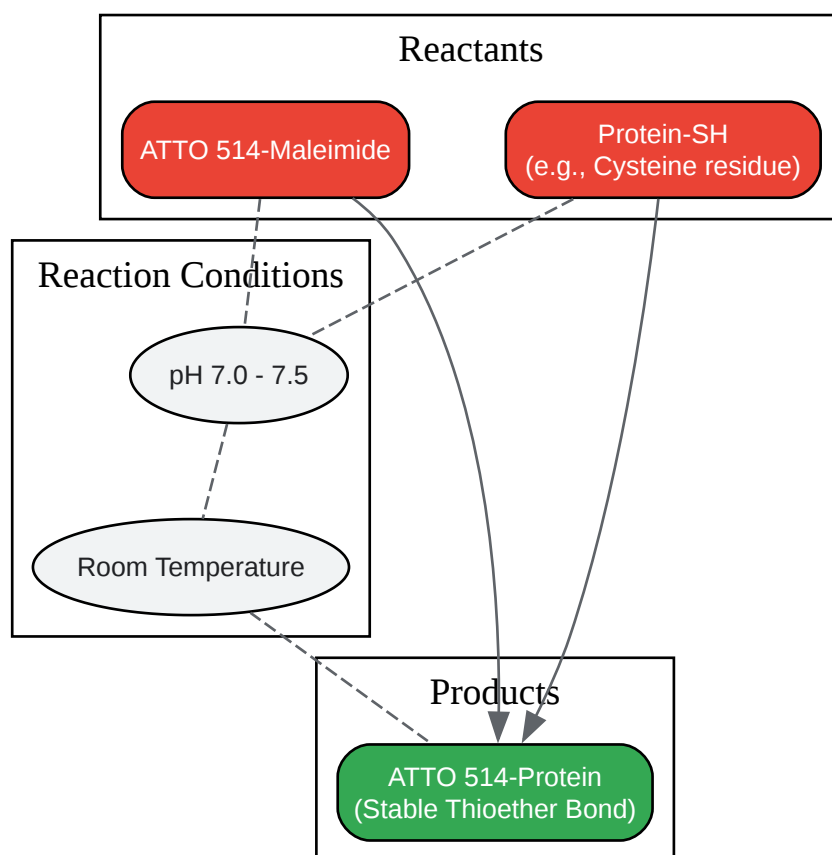 Reactants
ATTO 514-Maleimide
Protein-SH
(e.g., Cysteine residue)
Reaction Conditions
pH 7.0 - 7.5
Room Temperature
Products
ATTO 514-Protein
(Stable Thioether Bond)